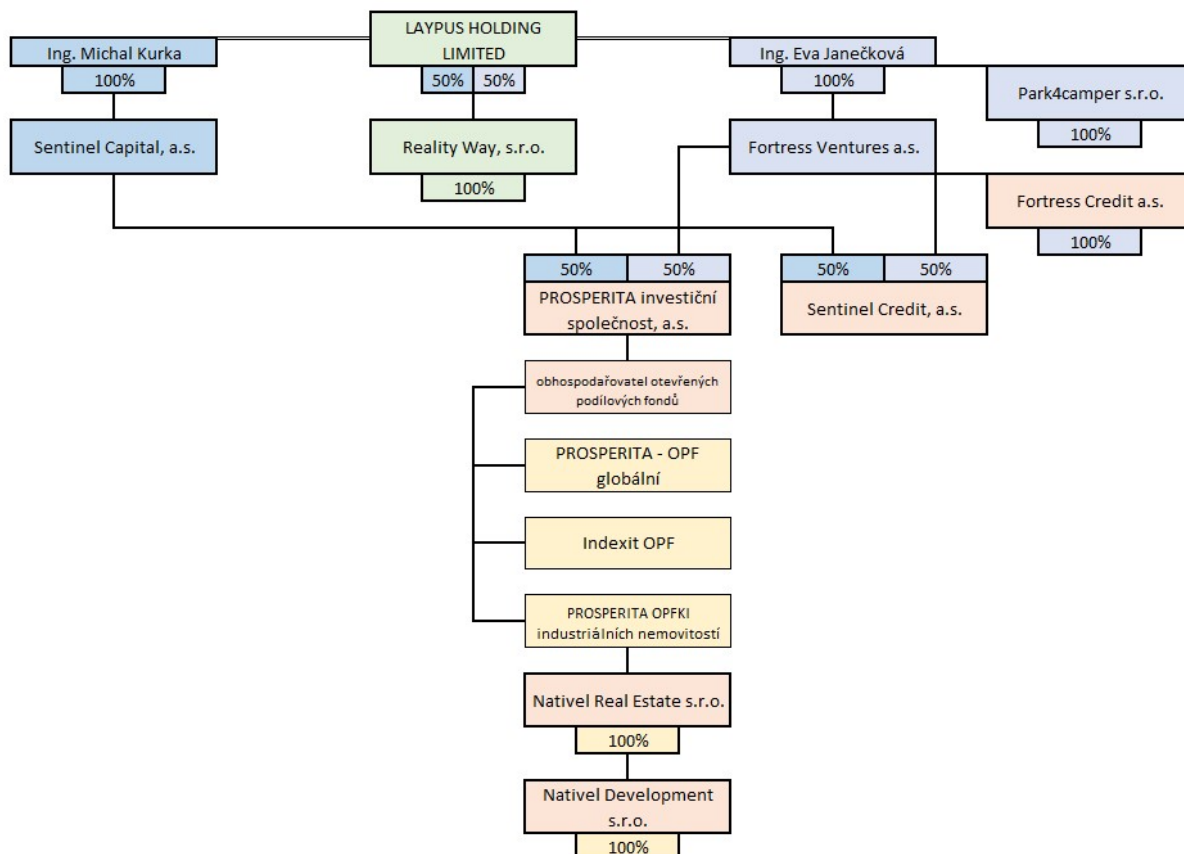 LAYPUS HOLDING
LIMITED
Ing. Michal Kurka
Ing. Eva Janečková
100%
50%
50%
100%
Park4camper s.r.o.
100%
Sentinel Capital, a.s.
Reality Way, s.r.o.
Fortress Ventures a.s.
100%
Fortress Credit a.s.
100%
50%
50%
50%
50%
PROSPERITA investiční
společnost, a.s.
Sentinel Credit, a.s.
obhospodařovatel otevřených
podílových fondů
PROSPERITA - OPF
globální
Indexit OPF
PROSPERITA OPFKI
industriálních nemovitostí
Nativel Real Estate s.r.o.
100%
Nativel Development
s.r.o.
100%